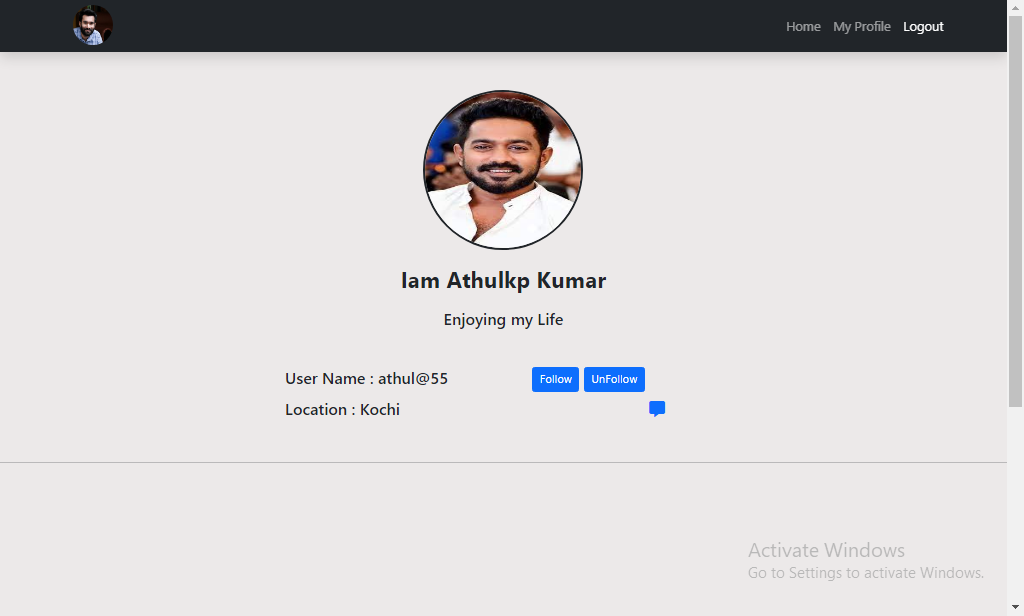 Home My Profile Logout
Iam Athulkp Kumar
Enjoying my Life
User Name : athul@55
Follow UnFollow
Location : Kochi
Activate Windows
Go to Settings to activate Windows.